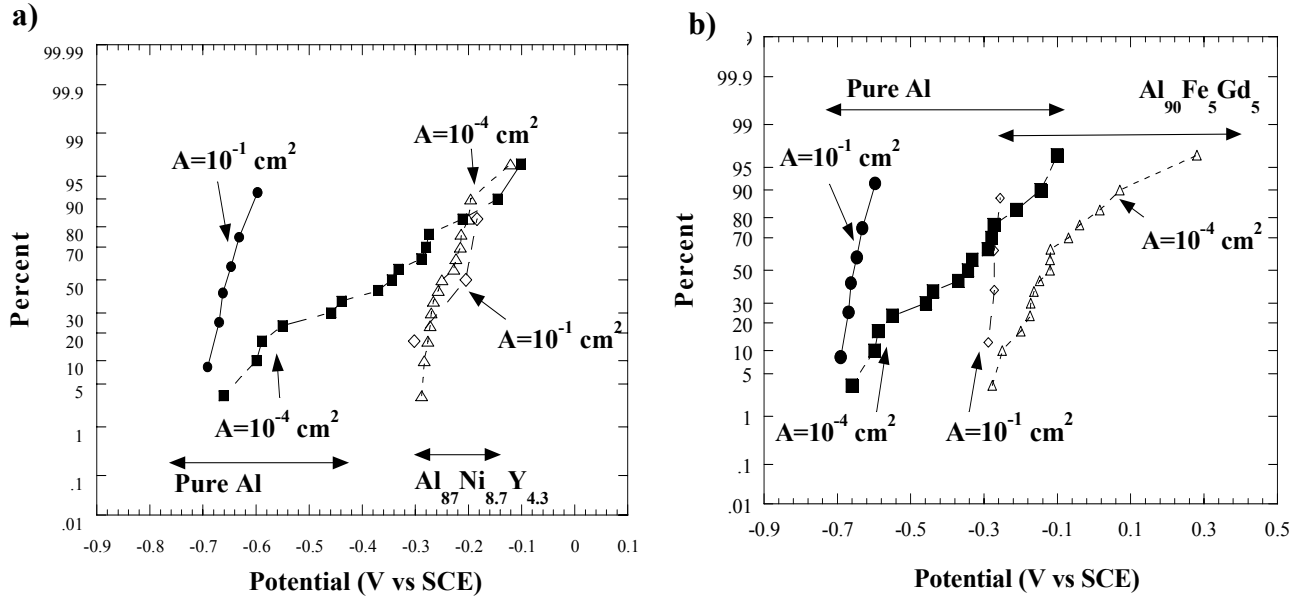 a)
99.99
99.9
99
95
90
80
70
50
30
20
10
5
1
.1
.01
Percent
A=10⁻¹ cm²
A=10⁻⁴ cm²
A=10⁻¹ cm²
A=10⁻⁴ cm²
Pure Al
Al₈₇Ni₈.₇Y₄.₃
-0.9 -0.8 -0.7 -0.6 -0.5 -0.4 -0.3 -0.2 -0.1 0 0.1
Potential (V vs SCE)
b)
99.9
99
95
90
80
70
50
30
20
10
5
1
.1
.01
Percent
Pure Al
Al₉₀Fe₅Gd₅
A=10⁻¹ cm²
A=10⁻⁴ cm²
A=10⁻⁴ cm²
A=10⁻¹ cm²
-0.9 -0.7 -0.5 -0.3 -0.1 0.1 0.3 0.5
Potential (V vs SCE)